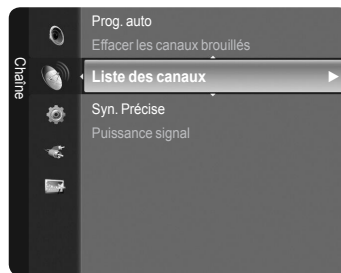 Chaîne
Prog. auto
Effacer les canaux brouillés
Liste des canaux
Syn. Précise
Puissance signal